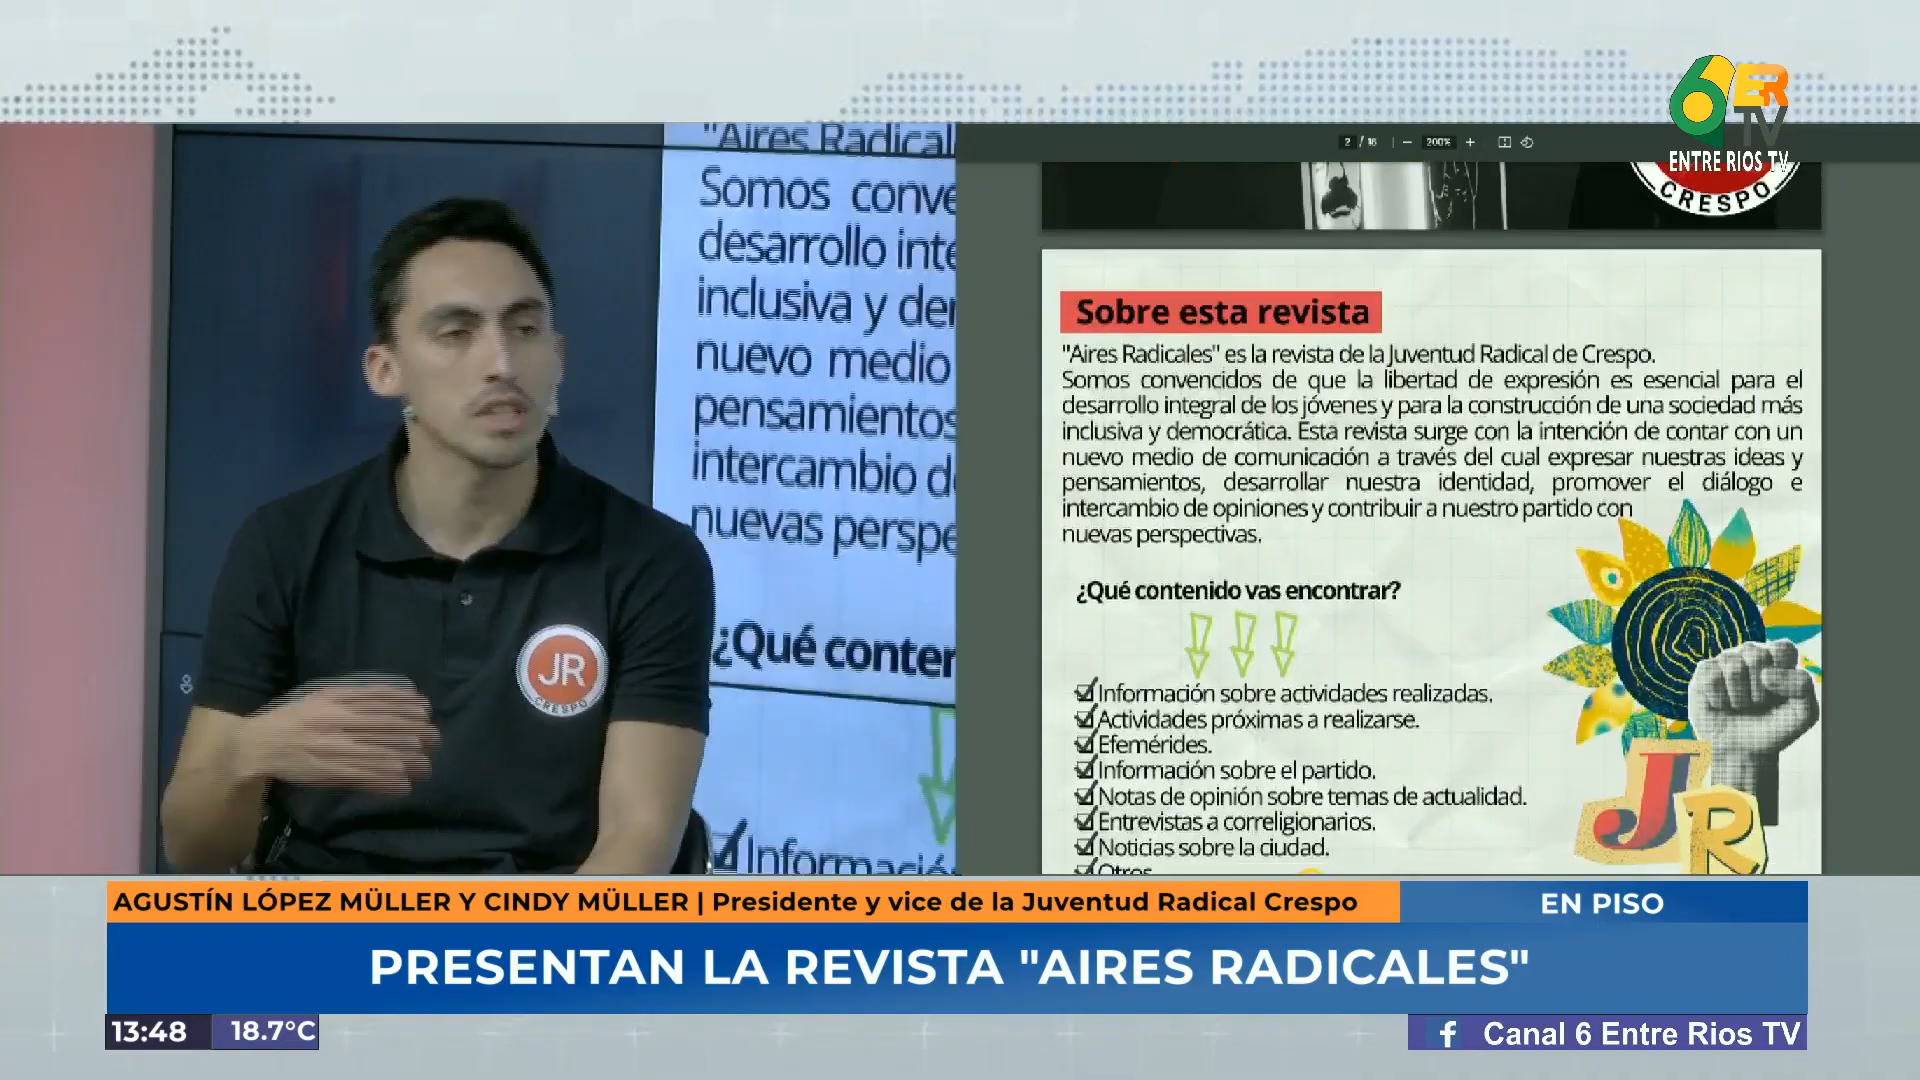 6ER
TV
ENTRE RIOS TV
2 / 16 | − 200% +
CRESPO
"Aires Radical
Somos conve
desarrollo inte
inclusiva y de
nuevo medio
pensamientos
intercambio d
nuevas perspe
¿Qué conten
Informació
JR
CRESPO
Sobre esta revista
"Aires Radicales" es la revista de la Juventud Radical de Crespo.
Somos convencidos de que la libertad de expresión es esencial para el
desarrollo integral de los jóvenes y para la construcción de una sociedad más
inclusiva y democrática. Esta revista surge con la intención de contar con un
nuevo medio de comunicación a través del cual expresar nuestras ideas y
pensamientos, desarrollar nuestra identidad, promover el diálogo e
intercambio de opiniones y contribuir a nuestro partido con
nuevas perspectivas.
¿Qué contenido vas encontrar?
Información sobre actividades realizadas.
Actividades próximas a realizarse.
Efemérides.
Información sobre el partido.
Notas de opinión sobre temas de actualidad.
Entrevistas a correligionarios.
Noticias sobre la ciudad.
Otros
JR
AGUSTÍN LÓPEZ MÜLLER Y CINDY MÜLLER | Presidente y vice de la Juventud Radical Crespo
EN PISO
PRESENTAN LA REVISTA "AIRES RADICALES"
13:48 18.7°C
Canal 6 Entre Rios TV